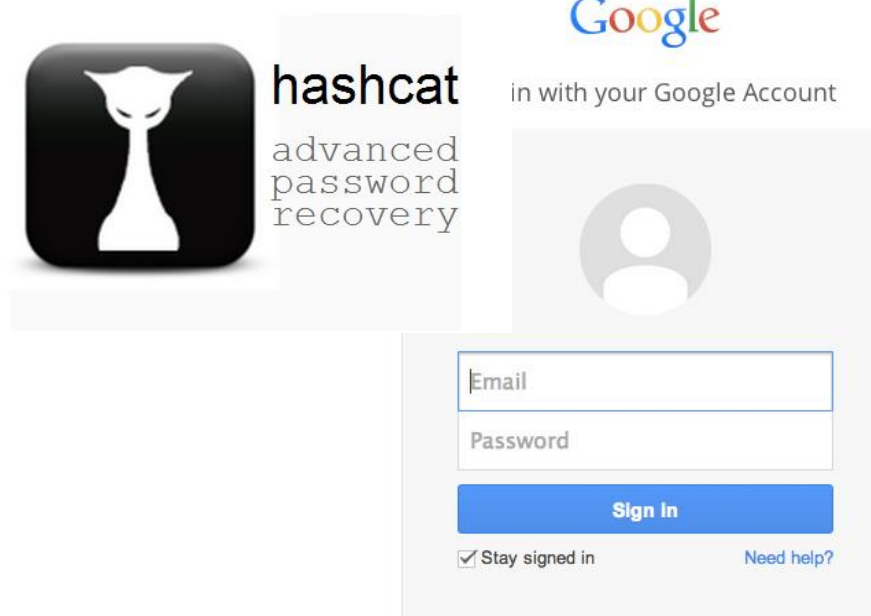 hashcat
advanced
password
recovery
Google
in with your Google Account
Email
Password
Sign in
Stay signed in
Need help?